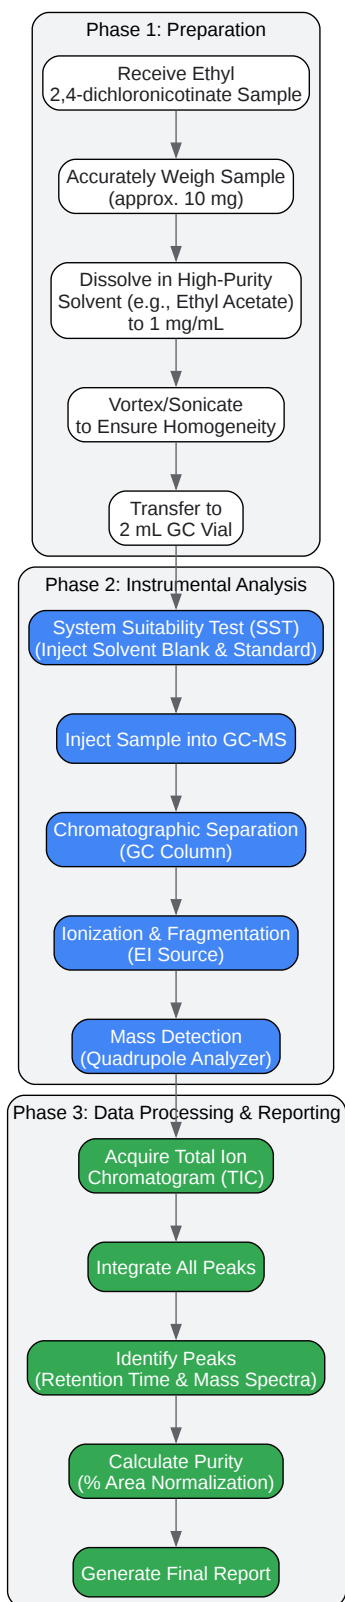 Phase 1: Preparation
Receive Ethyl
2,4-dichloronicotinate Sample
Accurately Weigh Sample
(approx. 10 mg)
Dissolve in High-Purity
Solvent (e.g., Ethyl Acetate)
to 1 mg/mL
Vortex/Sonicate
to Ensure Homogeneity
Transfer to
2 mL GC Vial
Phase 2: Instrumental Analysis
System Suitability Test (SST)
(Inject Solvent Blank & Standard)
Inject Sample into GC-MS
Chromatographic Separation
(GC Column)
Ionization & Fragmentation
(EI Source)
Mass Detection
(Quadrupole Analyzer)
Phase 3: Data Processing & Reporting
Acquire Total Ion
Chromatogram (TIC)
Integrate All Peaks
Identify Peaks
(Retention Time & Mass Spectra)
Calculate Purity
(% Area Normalization)
Generate Final Report